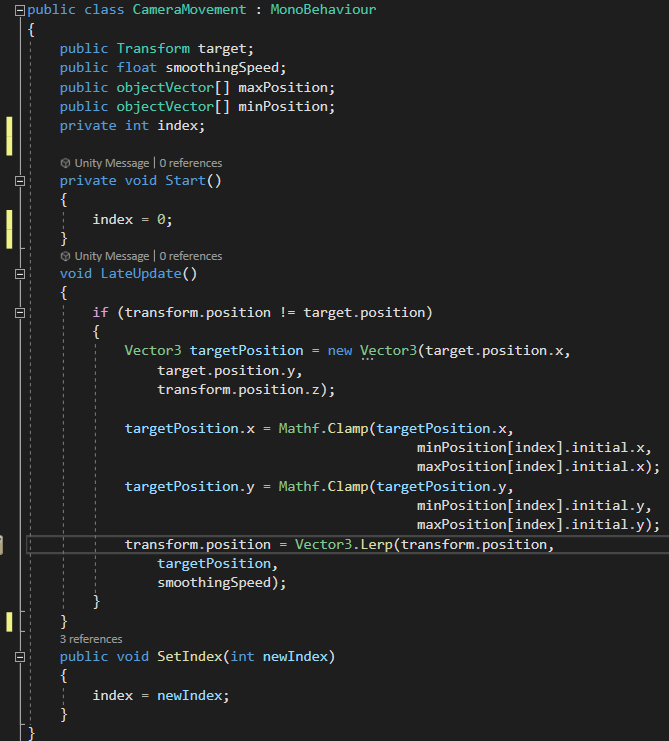 public class CameraMovement : MonoBehaviour
{
    public Transform target;
    public float smoothingSpeed;
    public objectVector[] maxPosition;
    public objectVector[] minPosition;
    private int index;

    Unity Message | 0 references
    private void Start()
    {
        index = 0;
    }
    Unity Message | 0 references
    void LateUpdate()
    {
        if (transform.position != target.position)
        {
            Vector3 targetPosition = new Vector3(target.position.x,
                target.position.y,
                transform.position.z);

            targetPosition.x = Mathf.Clamp(targetPosition.x,
                                                minPosition[index].initial.x,
                                                maxPosition[index].initial.x);
            targetPosition.y = Mathf.Clamp(targetPosition.y,
                                                minPosition[index].initial.y,
                                                maxPosition[index].initial.y);
            transform.position = Vector3.Lerp(transform.position,
                targetPosition,
                smoothingSpeed);
        }
    }
    3 references
    public void SetIndex(int newIndex)
    {
        index = newIndex;
    }
}